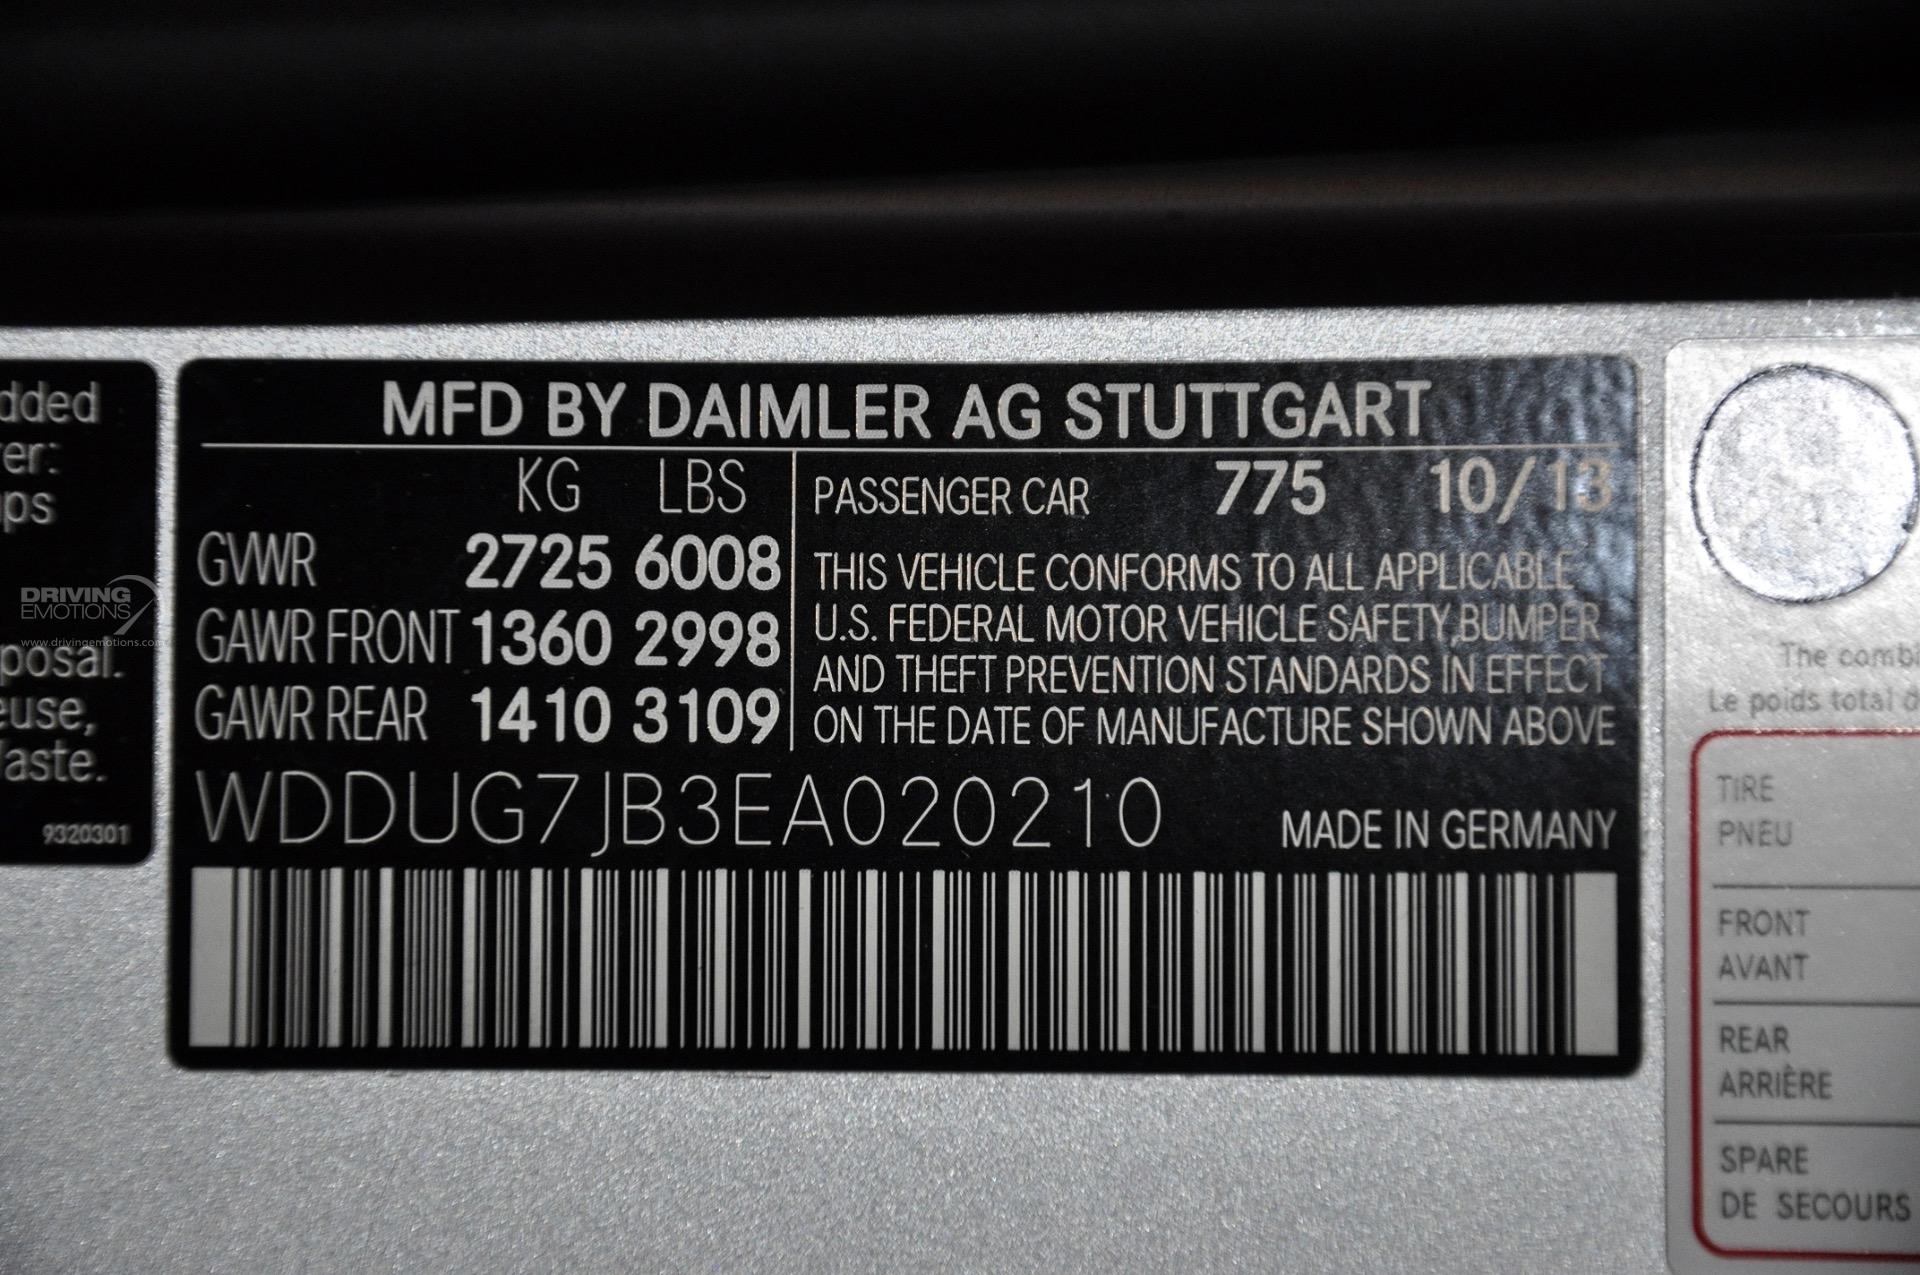 dded
er:
ps
posal.
euse,
aste.
9320301
DRIVING
EMOTIONS
www.drivingemotions.com
MFD BY DAIMLER AG STUTTGART
KG LBS
GVWR 2725 6008
GAWR FRONT 1360 2998
GAWR REAR 1410 3109
PASSENGER CAR 775 10/13
THIS VEHICLE CONFORMS TO ALL APPLICABLE
U.S. FEDERAL MOTOR VEHICLE SAFETY, BUMPER
AND THEFT PREVENTION STANDARDS IN EFFECT
ON THE DATE OF MANUFACTURE SHOWN ABOVE
WDDUG7JB3EA020210
MADE IN GERMANY
The combi
Le poids total d
TIRE
PNEU
FRONT
AVANT
REAR
ARRIÈRE
SPARE
DE SECOURS